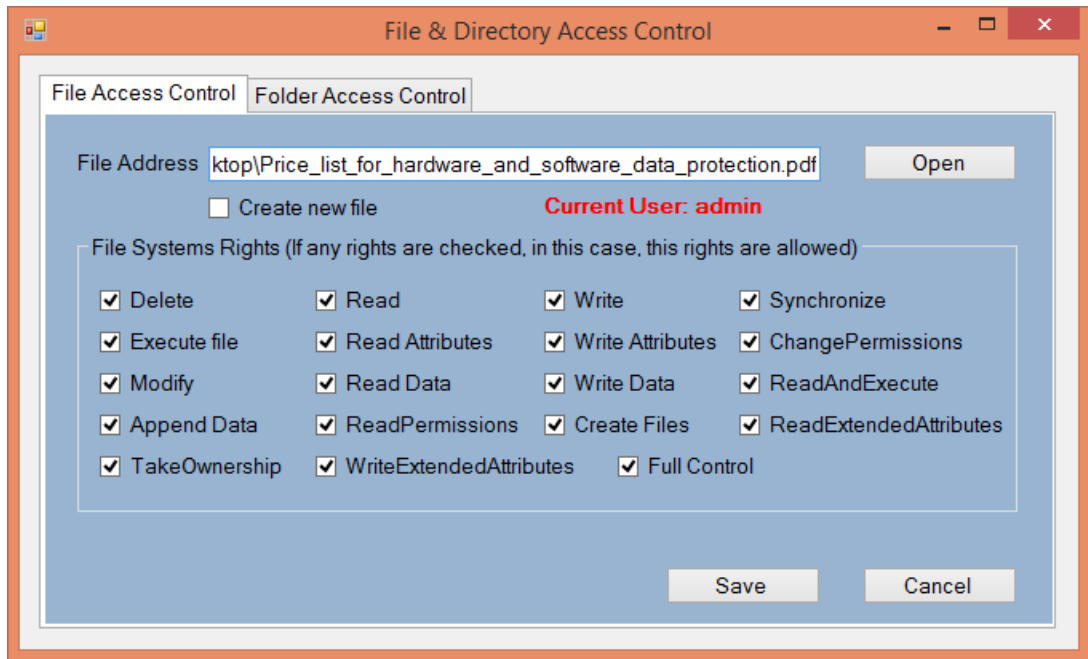 File & Directory Access Control
File Access Control Folder Access Control
File Address ktop\Price_list_for_hardware_and_software_data_protection.pdf Open
Create new file Current User: admin
File Systems Rights (If any rights are checked, in this case, this rights are allowed)
Delete Read Write Synchronize
Execute file Read Attributes Write Attributes ChangePermissions
Modify Read Data Write Data ReadAndExecute
Append Data ReadPermissions Create Files ReadExtendedAttributes
TakeOwnership WriteExtendedAttributes Full Control
Save Cancel